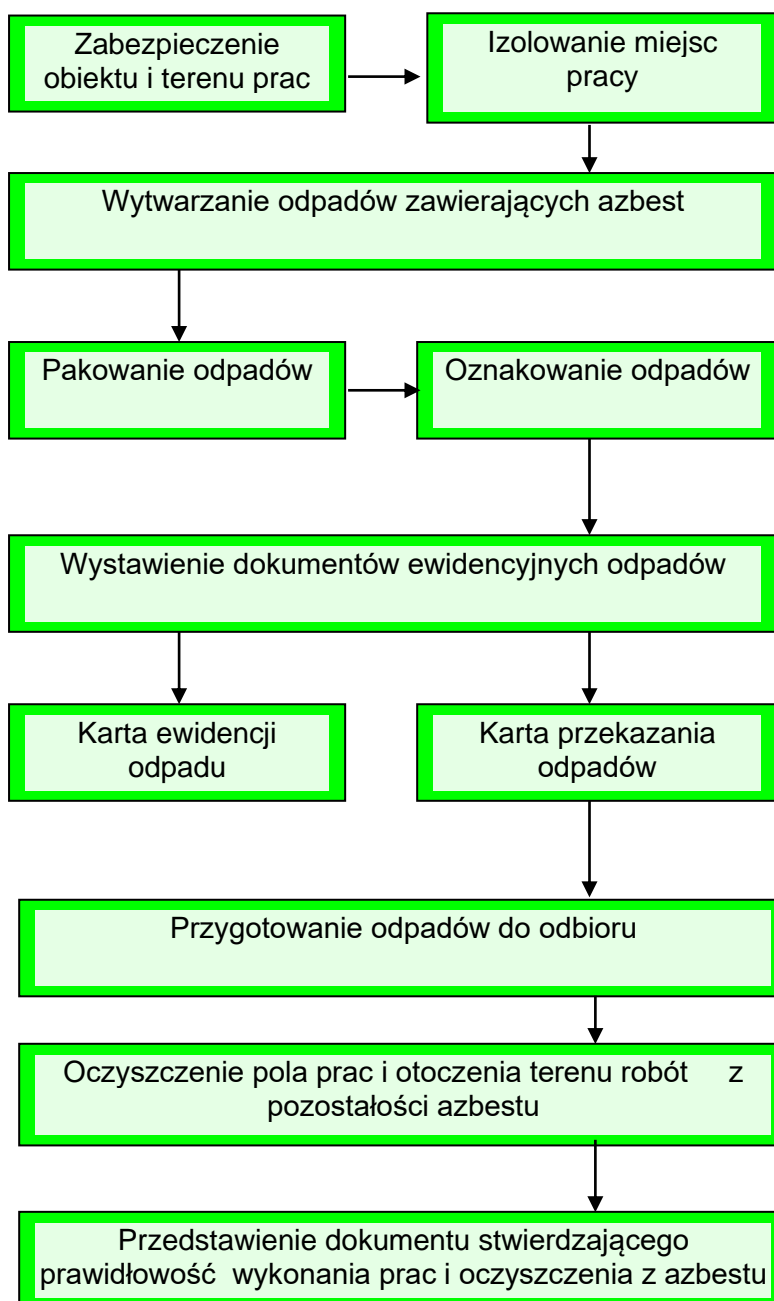 Zabezpieczenie
obiektu i terenu prac
Izolowanie miejsc
pracy
Wytwarzanie odpadów zawierających azbest
Pakowanie odpadów
Oznakowanie odpadów
Wystawienie dokumentów ewidencyjnych odpadów
Karta ewidencji
odpadu
Karta przekazania
odpadów
Przygotowanie odpadów do odbioru
Oczyszczenie pola prac i otoczenia terenu robót z
pozostałości azbestu
Przedstawienie dokumentu stwierdzającego
prawidłowość wykonania prac i oczyszczenia z azbestu